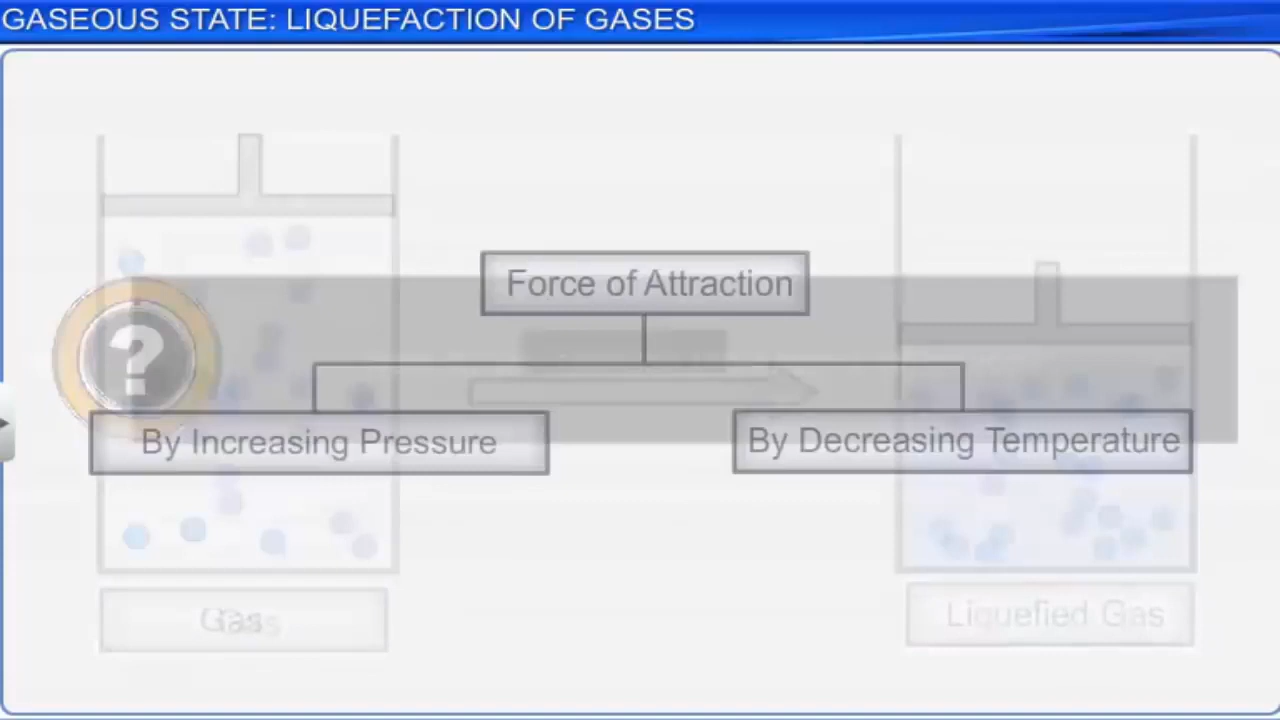 GASEOUS STATE: LIQUEFACTION OF GASES
Force of Attraction
?
By Increasing Pressure
By Decreasing Temperature
Gas
Liquefied Gas